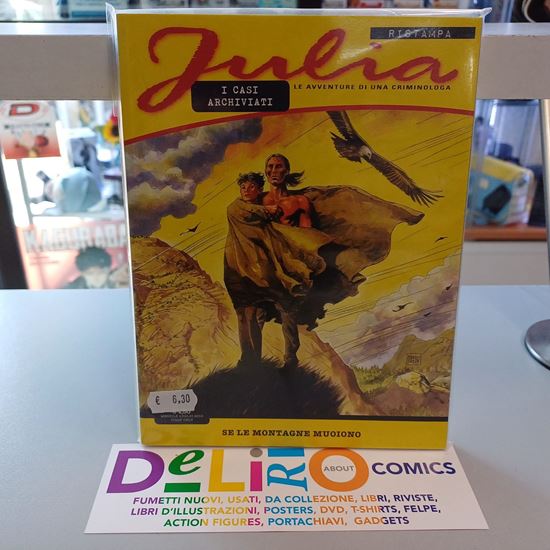 RISTAMPA
Julia
LE AVVENTURE DI UNA CRIMINOLOGA
I CASI
ARCHIVIATI
KAGURABA
€ 6,30
SE LE MONTAGNE MUOIONO
DeLiRiO ABOUT COMICS
FUMETTI NUOVI, USATI, DA COLLEZIONE, LIBRI, RIVISTE,
LIBRI D'ILLUSTRAZIONI, POSTERS, DVD, T-SHIRTS, FELPE,
ACTION FIGURES, PORTACHIAVI, GADGETS